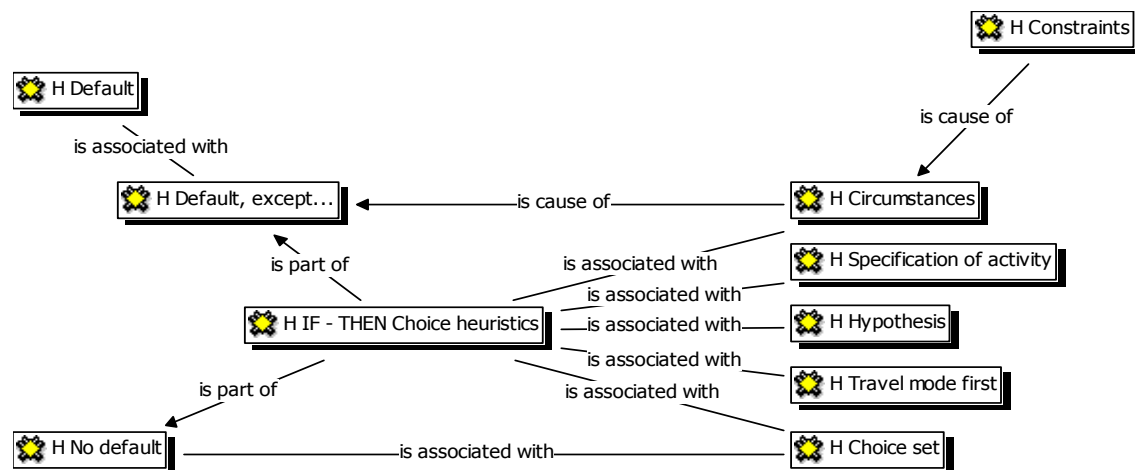 H Constraints
H Default
is cause of
is associated with
H Default, except...
is cause of
H Circumstances
is part of
is associated with
H Specification of activity
is associated with
H IF - THEN Choice heuristics
is associated with
H Hypothesis
is associated with
H Travel mode first
is part of
is associated with
H No default
is associated with
H Choice set